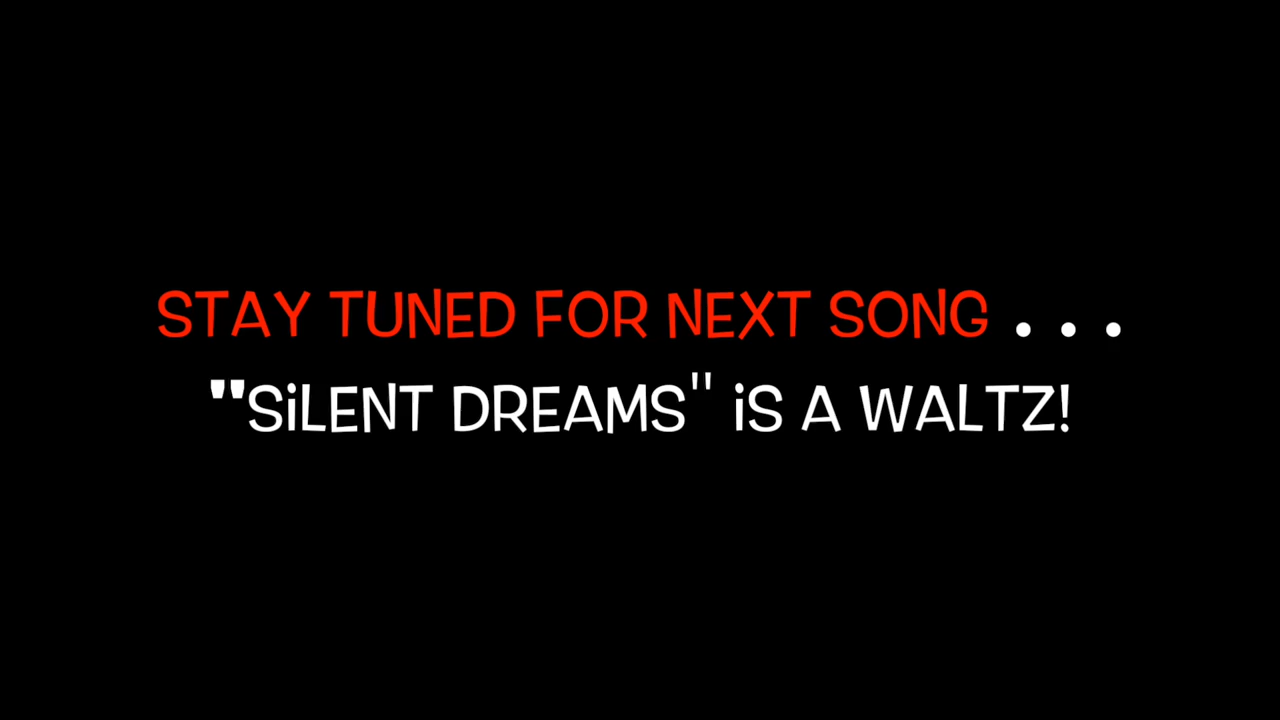 STAY TUNED FOR NEXT SONG . . .
"SiLENT DREAMS" iS A WALTZ!